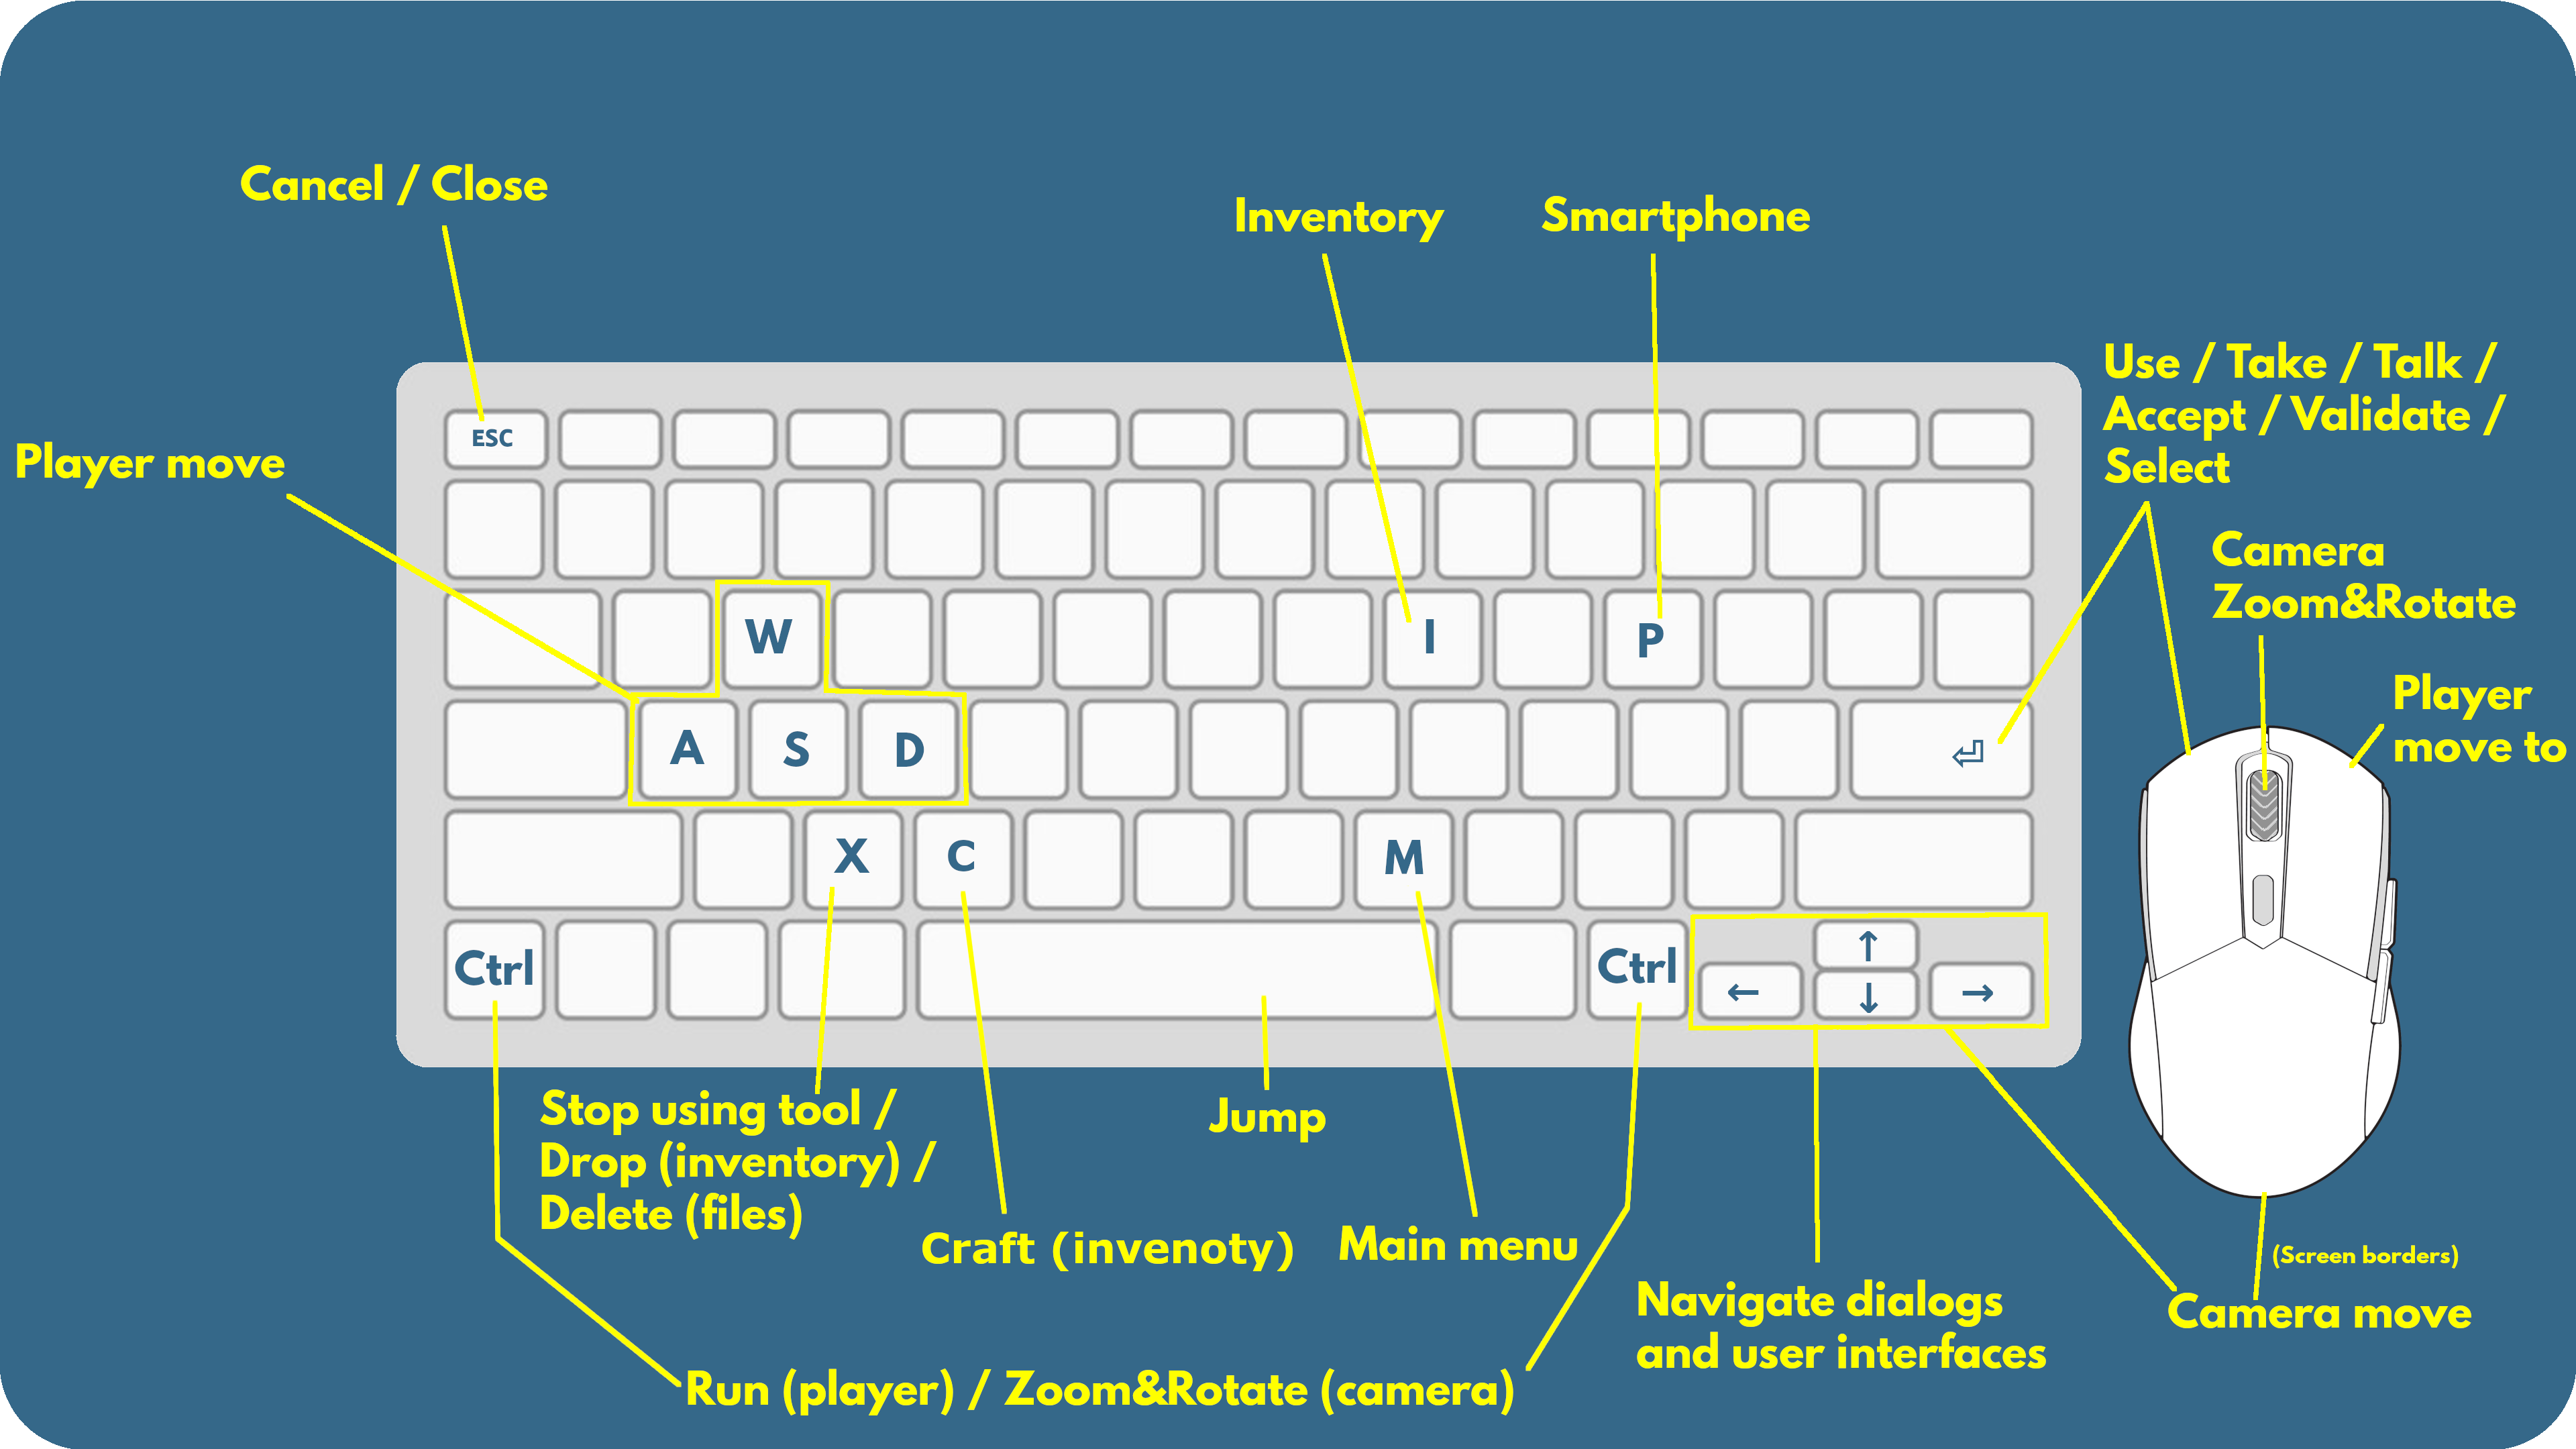 Cancel / Close
Inventory
Smartphone
Use / Take / Talk /
Accept / Validate /
Select
Player move
ESC
Camera
Zoom&Rotate
Player
move to
W
I
P
A
S
D
⏎
X
C
M
Ctrl
Ctrl
↑
←
↓
→
Stop using tool /
Drop (inventory) /
Delete (files)
Jump
Craft (invenoty)
Main menu
(Screen borders)
Camera move
Navigate dialogs
and user interfaces
Run (player) / Zoom&Rotate (camera)